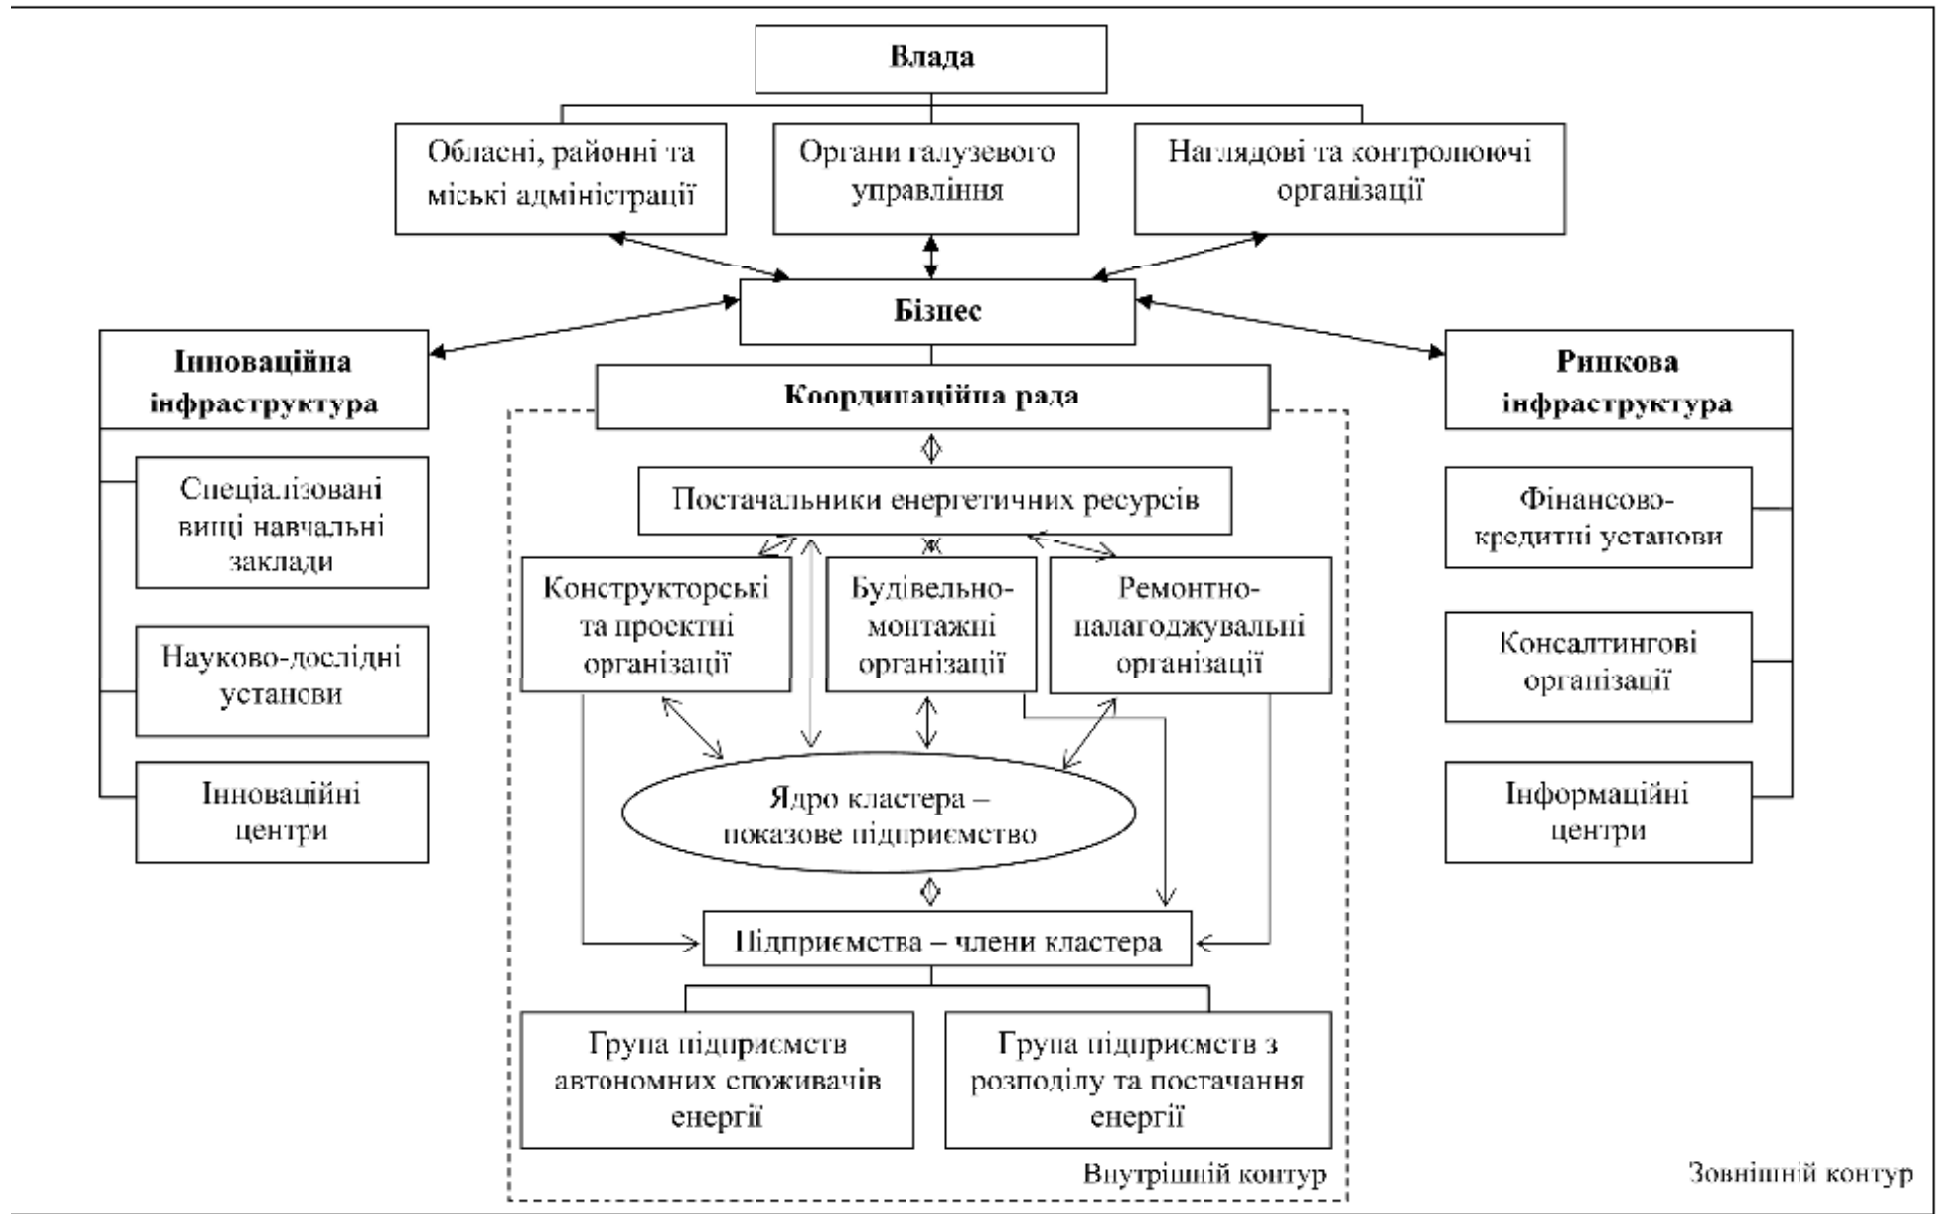 Влада
Обласні, районні та
міські адміністрації
Органи галузевого
управління
Наглядові та контролюючі
організації
Бізнес
Інноваційна
інфраструктура
Ринкова
інфраструктура
Координаційна рада
Спеціалізовані
вищі навчальні
заклади
Науково-дослідні
установи
Інноваційні
центри
Постачальники енергетичних ресурсів
Конструкторські
та проектні
організації
Будівельно-
монтажні
організації
Ремонтно-
налагоджувальні
організації
Ядро кластера –
показове підприємство
Підприємства – члени кластера
Група підприємств
автономних споживачів
енергії
Група підприємств з
розподілу та постачання
енергії
Внутрішній контур
Фінансово-
кредитні установи
Консалтингові
організації
Інформаційні
центри
Зовнішній контур